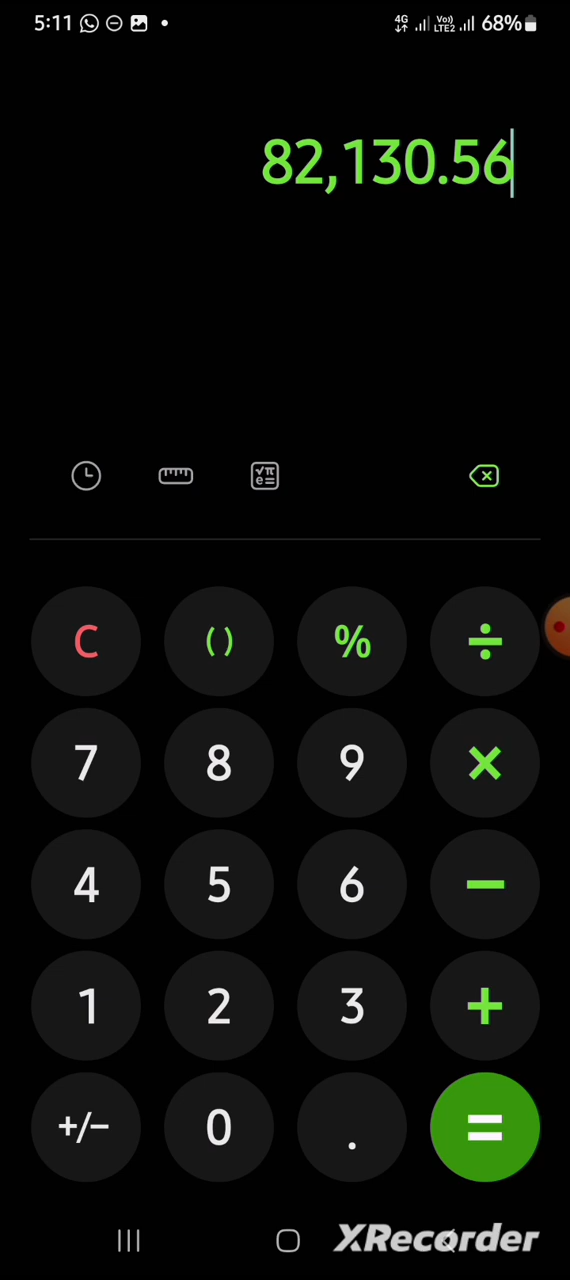 5:11 4G Vo)) LTE2 68%
82,130.56
√π
e=
C ( ) % ÷
7 8 9 ×
4 5 6 −
1 2 3 +
+/− 0 . =
XRecorder